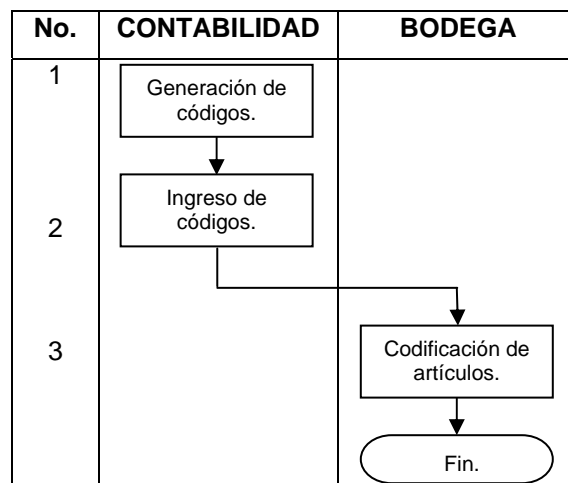 No. CONTABILIDAD BODEGA
1
Generación de
códigos.
2
Ingreso de
códigos.
3
Codificación de
artículos.
Fin.